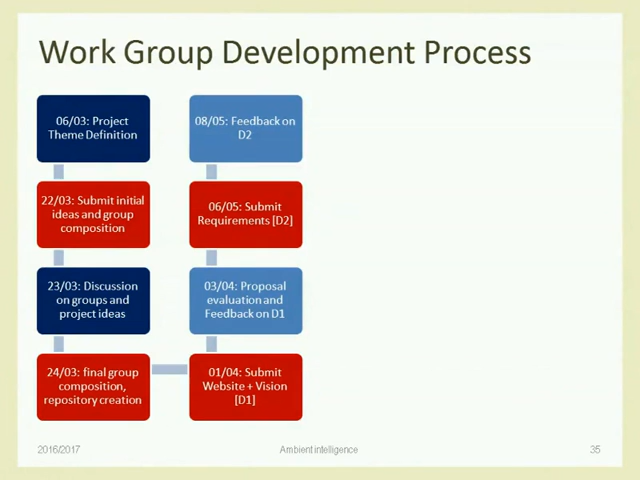 Work Group Development Process
06/03: Project
Theme Definition
22/03: Submit initial
ideas and group
composition
23/03: Discussion
on groups and
project ideas
24/03: final group
composition,
repository creation
01/04: Submit
Website + Vision
[D1]
03/04: Proposal
evaluation and
Feedback on D1
06/05: Submit
Requirements [D2]
08/05: Feedback on
D2
2016/2017
Ambient intelligence
35